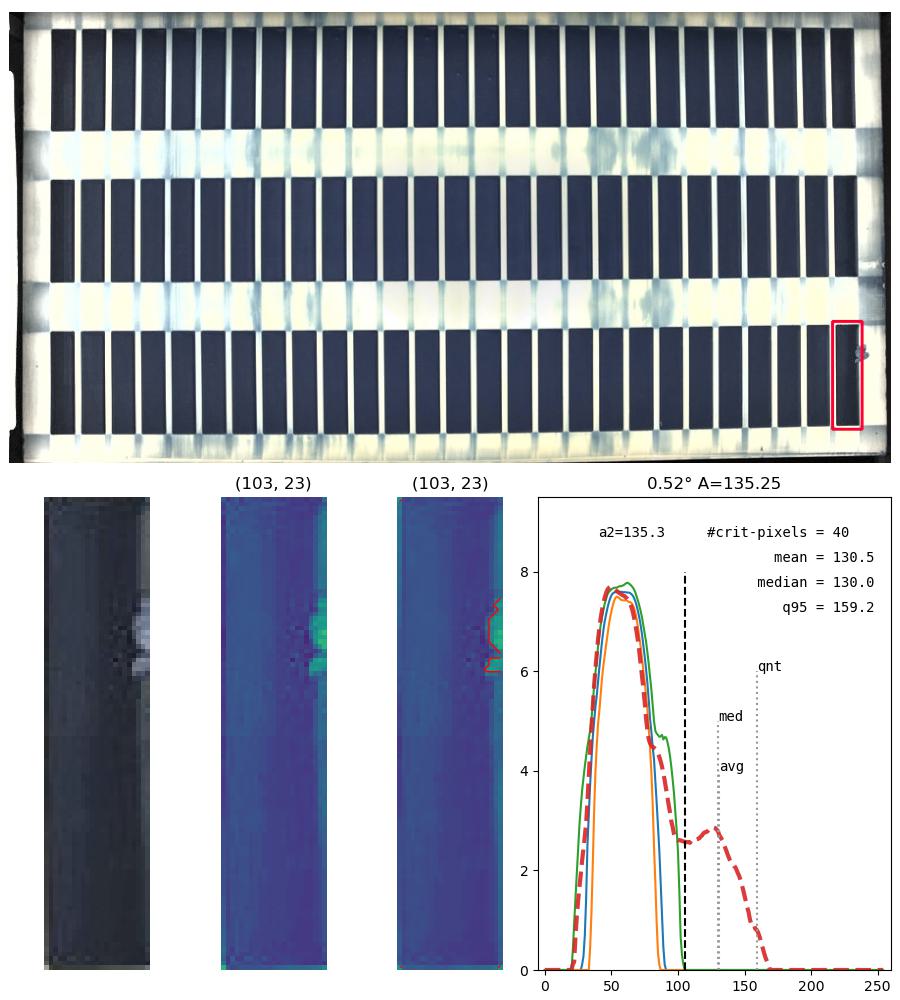 (103, 23)
(103, 23)
0.52° A=135.25
a2=135.3
#crit-pixels = 40
mean = 130.5
median = 130.0
q95 = 159.2
qnt
med
avg
8
6
4
2
0
0 50 100 150 200 250